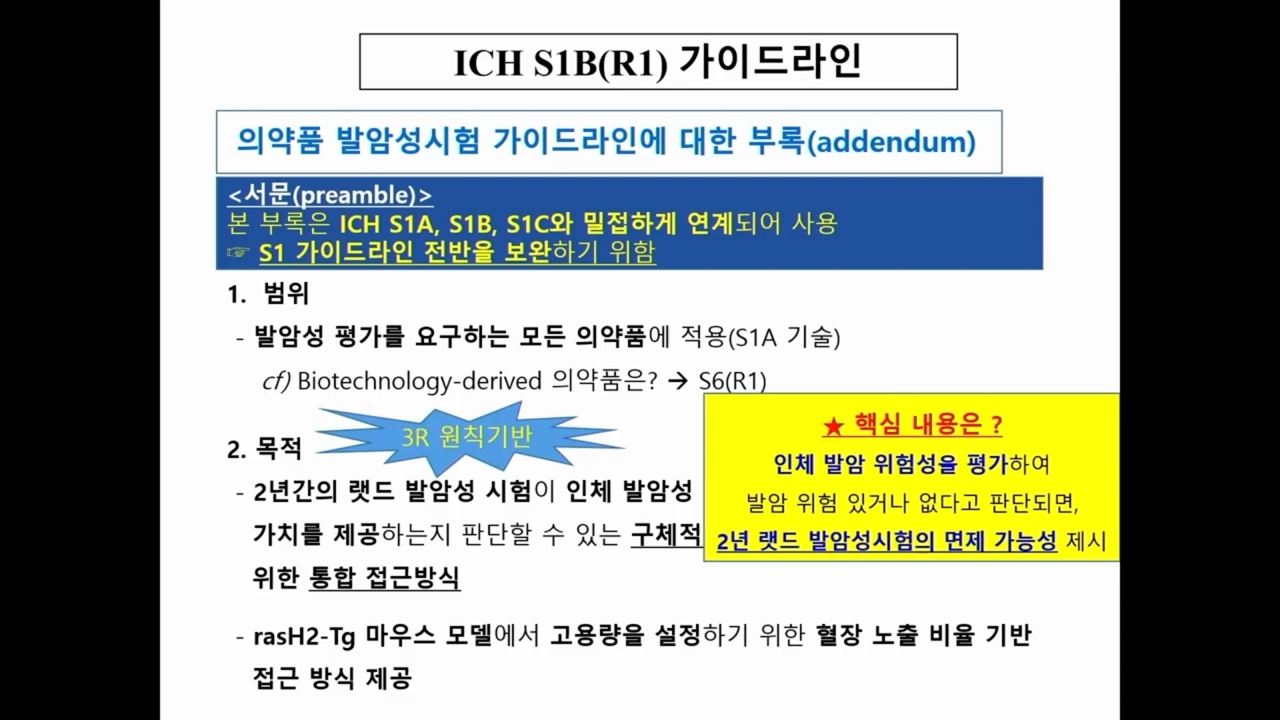 ICH S1B(R1) 가이드라인
의약품 발암성시험 가이드라인에 대한 부록(addendum)
<서문(preamble)>
본 부록은 ICH S1A, S1B, S1C와 밀접하게 연계되어 사용
☞ S1 가이드라인 전반을 보완하기 위함
1. 범위
- 발암성 평가를 요구하는 모든 의약품에 적용(S1A 기술)
cf) Biotechnology-derived 의약품은? → S6(R1)
3R 원칙기반
2. 목적
- 2년간의 랫드 발암성 시험이 인체 발암성
가치를 제공하는지 판단할 수 있는 구체적
위한 통합 접근방식
★ 핵심 내용은 ?
인체 발암 위험성을 평가하여
발암 위험 있거나 없다고 판단되면,
2년 랫드 발암성시험의 면제 가능성 제시
- rasH2-Tg 마우스 모델에서 고용량을 설정하기 위한 혈장 노출 비율 기반
접근 방식 제공